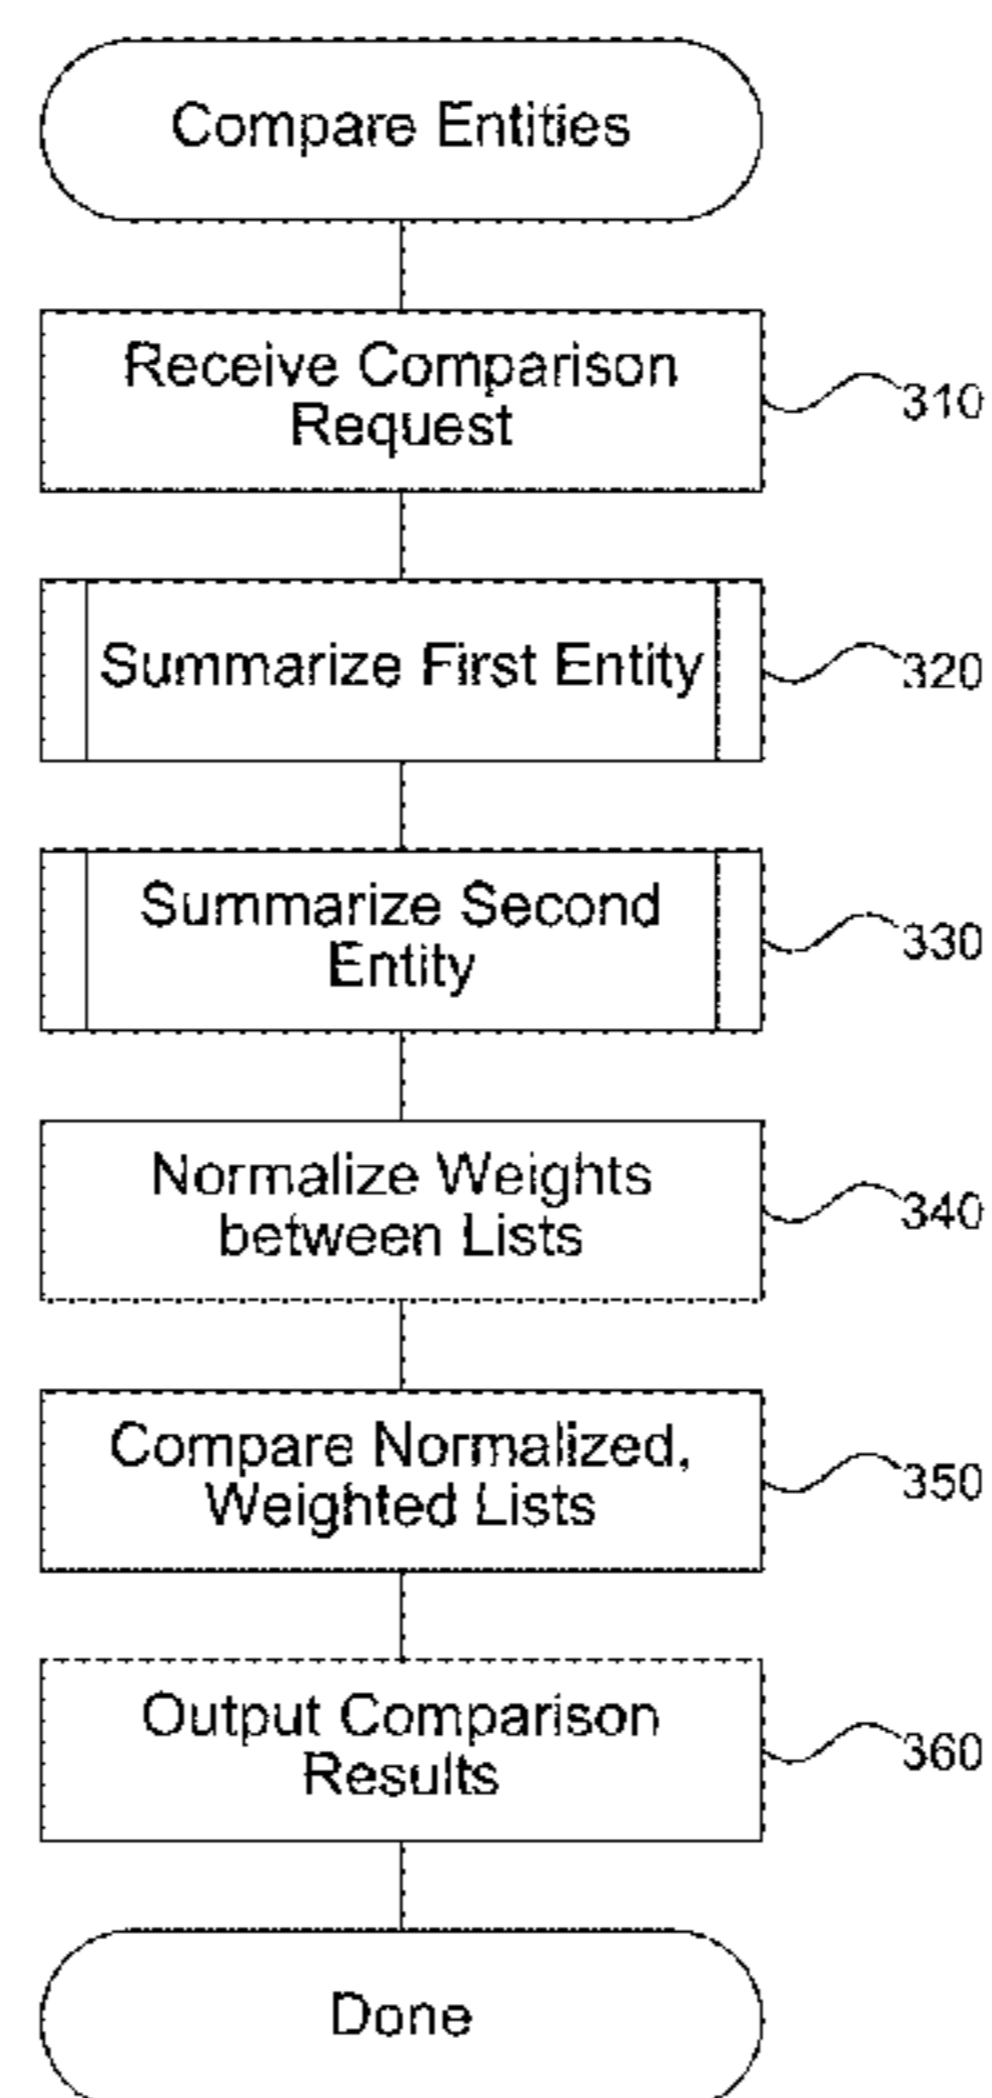 Compare Entities
Receive Comparison
Request
310
Summarize First Entity
320
Summarize Second
Entity
330
Normalize Weights
between Lists
340
Compare Normalized,
Weighted Lists
350
Output Comparison
Results
360
Done